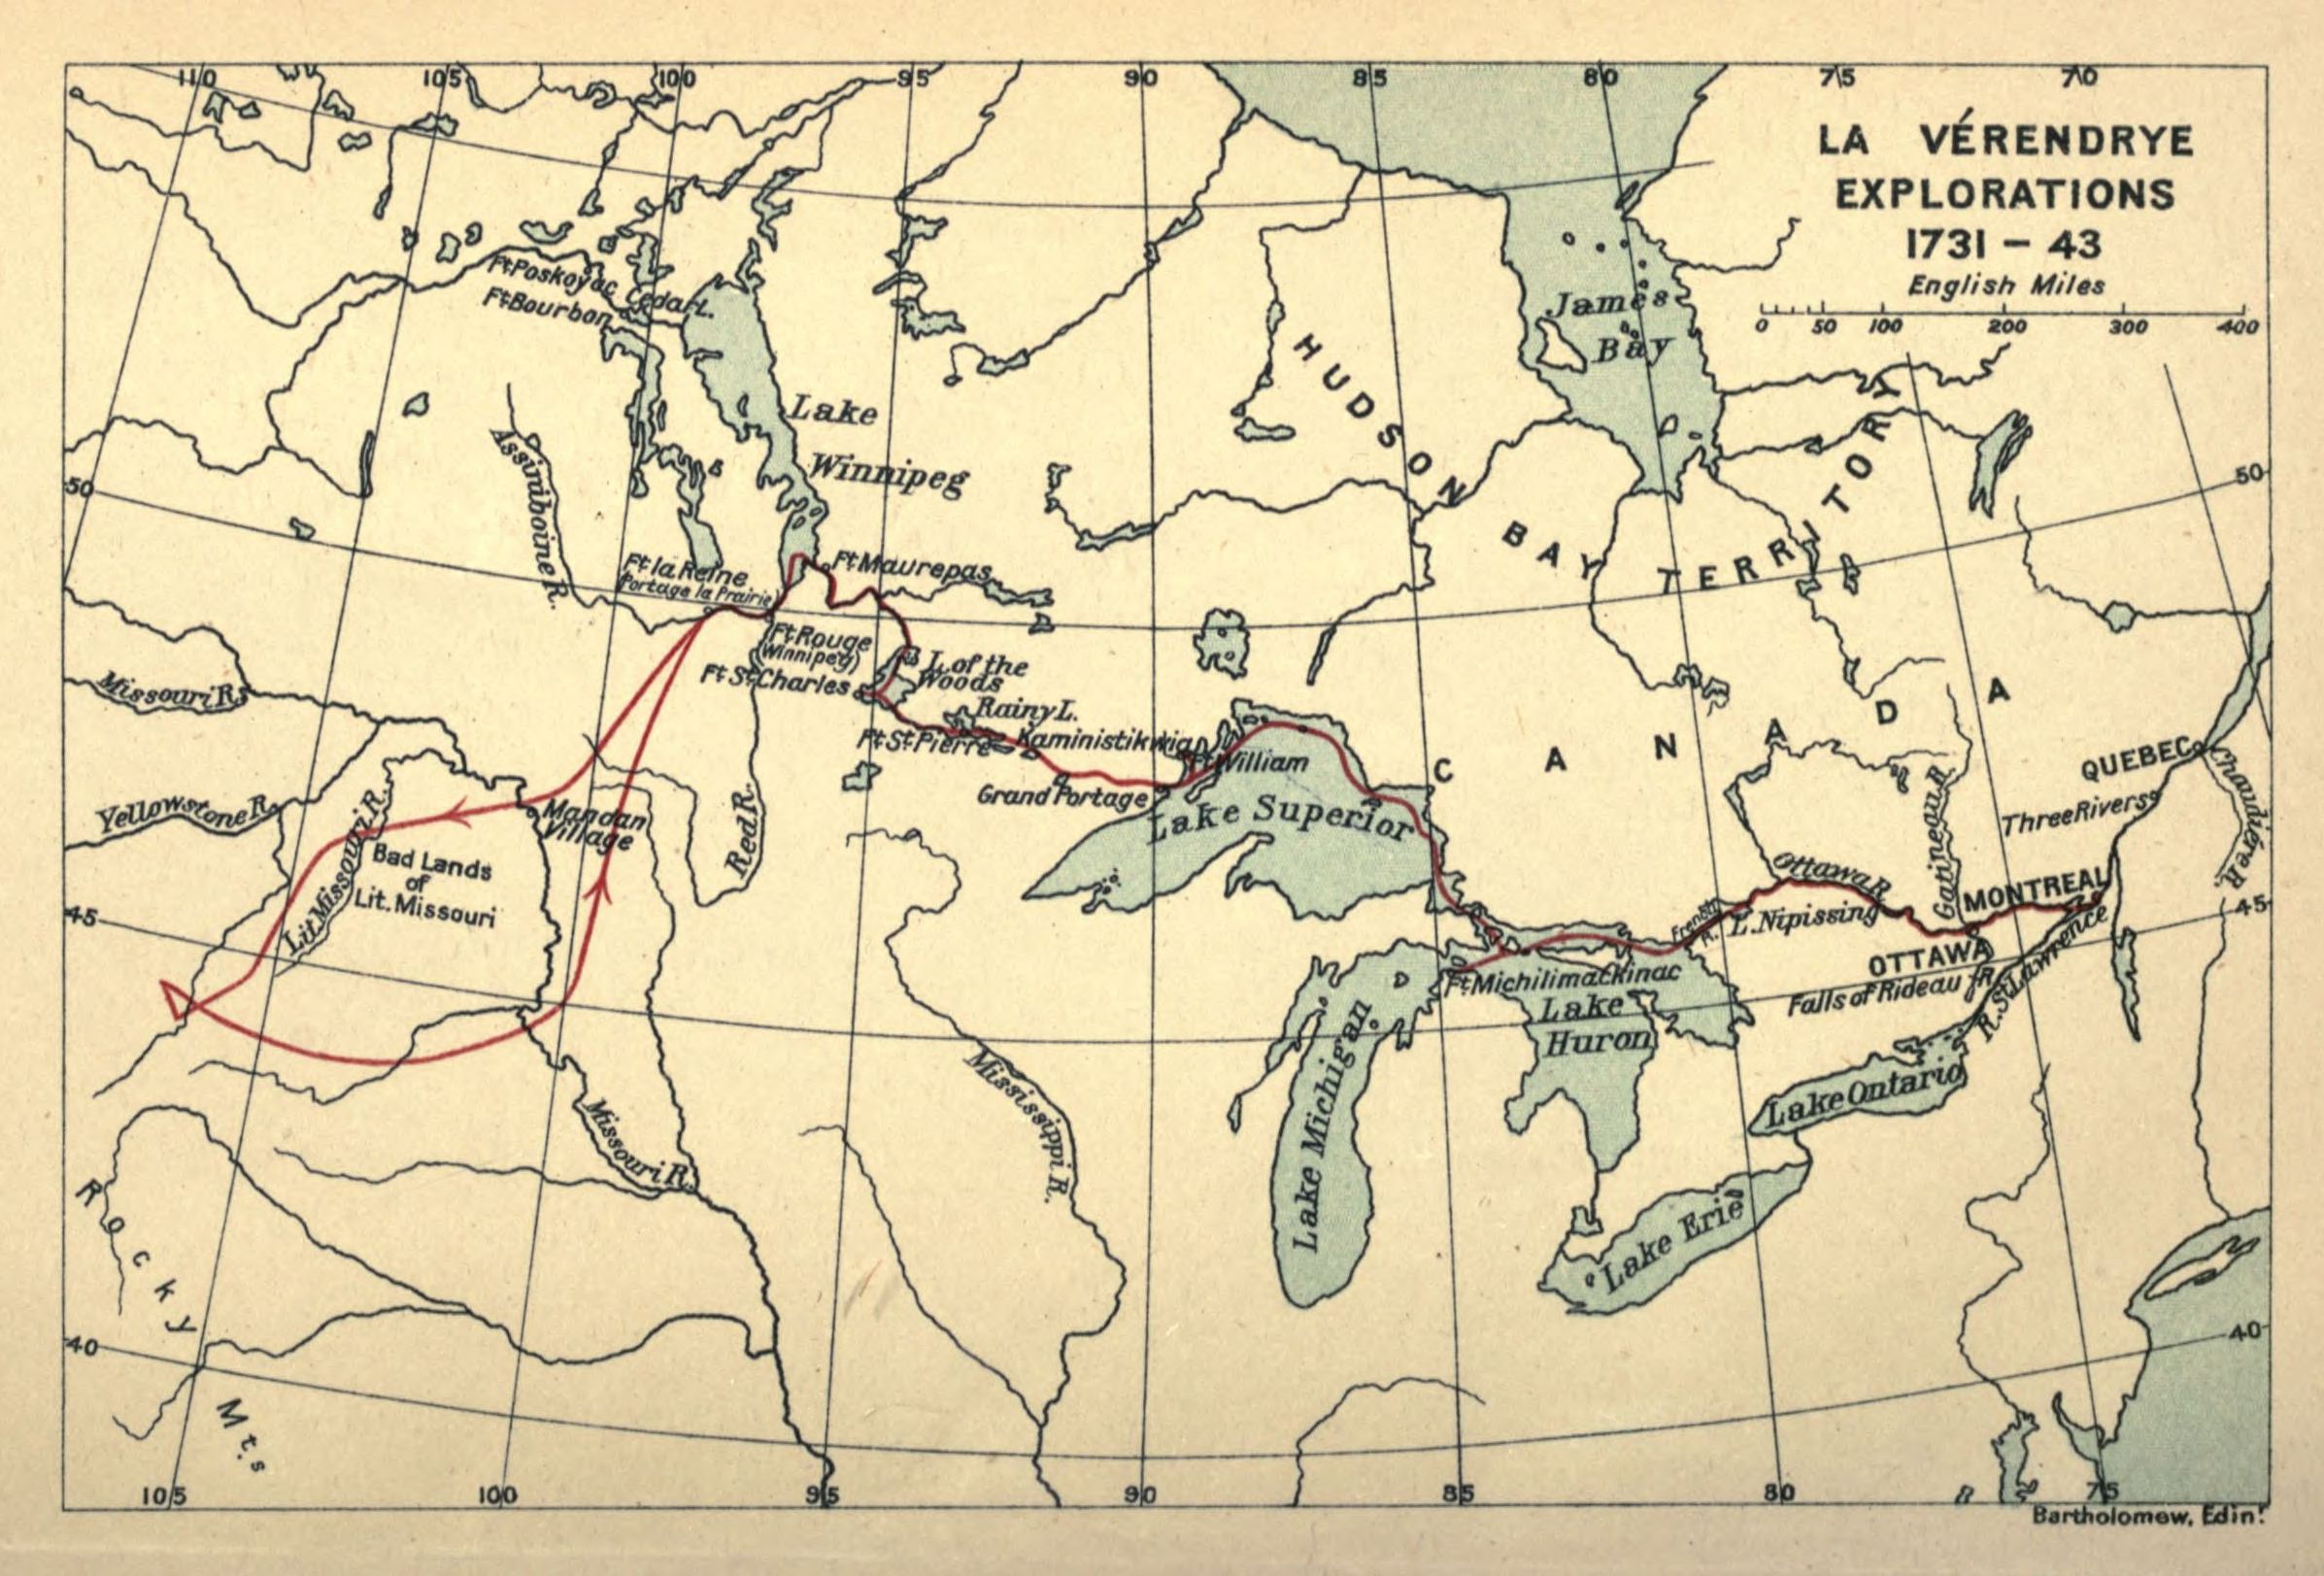 110 105 100 95 90 85 80 75 70
LA VÉRENDRYE
EXPLORATIONS
1731 – 43
English Miles
0 50 100 200 300 400
Ft Poskoyac
Cedar L.
Ft Bourbon
James
Bay
HUDSON BAY TERRITORY
Lake
Winnipeg
Assiniboine R.
50
50
Ft la Reine
Portage la Prairie)
Ft Maurepas
Ft Rouge
(Winnipeg)
Ft St Charles
L. of the
Woods
Rainy L.
Ft St Pierre
Kaministikwia
Ft William
Grand Portage
Lake Superior
CANADA
Missouri R.
Yellowstone R.
Lit. Missouri R.
Mandan
Village
Bad Lands
of
Lit. Missouri
Red R.
QUEBEC
Chaudière R.
Three Rivers
Gatineau R.
Ottawa R.
MONTREAL
French
R.
L. Nipissing
45
45
OTTAWA
Falls of Rideau R.
R. St Lawrence
Ft Michilimackinac
Lake
Huron
Lake Michigan
Lake Ontario
Lake Erie
Mississippi R.
Missouri R.
Rocky
Mts
40
40
105 100 95 90 85 80 75
Bartholomew, Edinr.